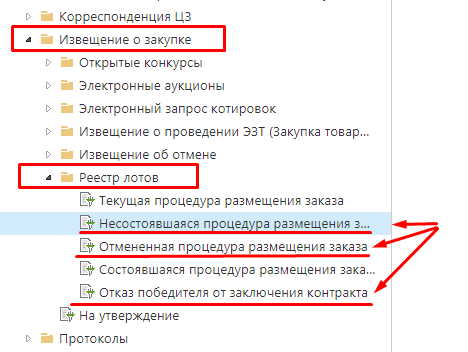 Корреспонденция ЦЗ
Извещение о закупке
Открытые конкурсы
Электронные аукционы
Электронный запрос котировок
Извещение о проведении ЭЗТ (Закупка товар...
Извещение об отмене
Реестр лотов
Текущая процедура размещения заказа
Несостоявшаяся процедура размещения з...
Отмененная процедура размещения заказа
Состоявшаяся процедура размещения зака...
Отказ победителя от заключения контракта
На утверждение
Протоколы